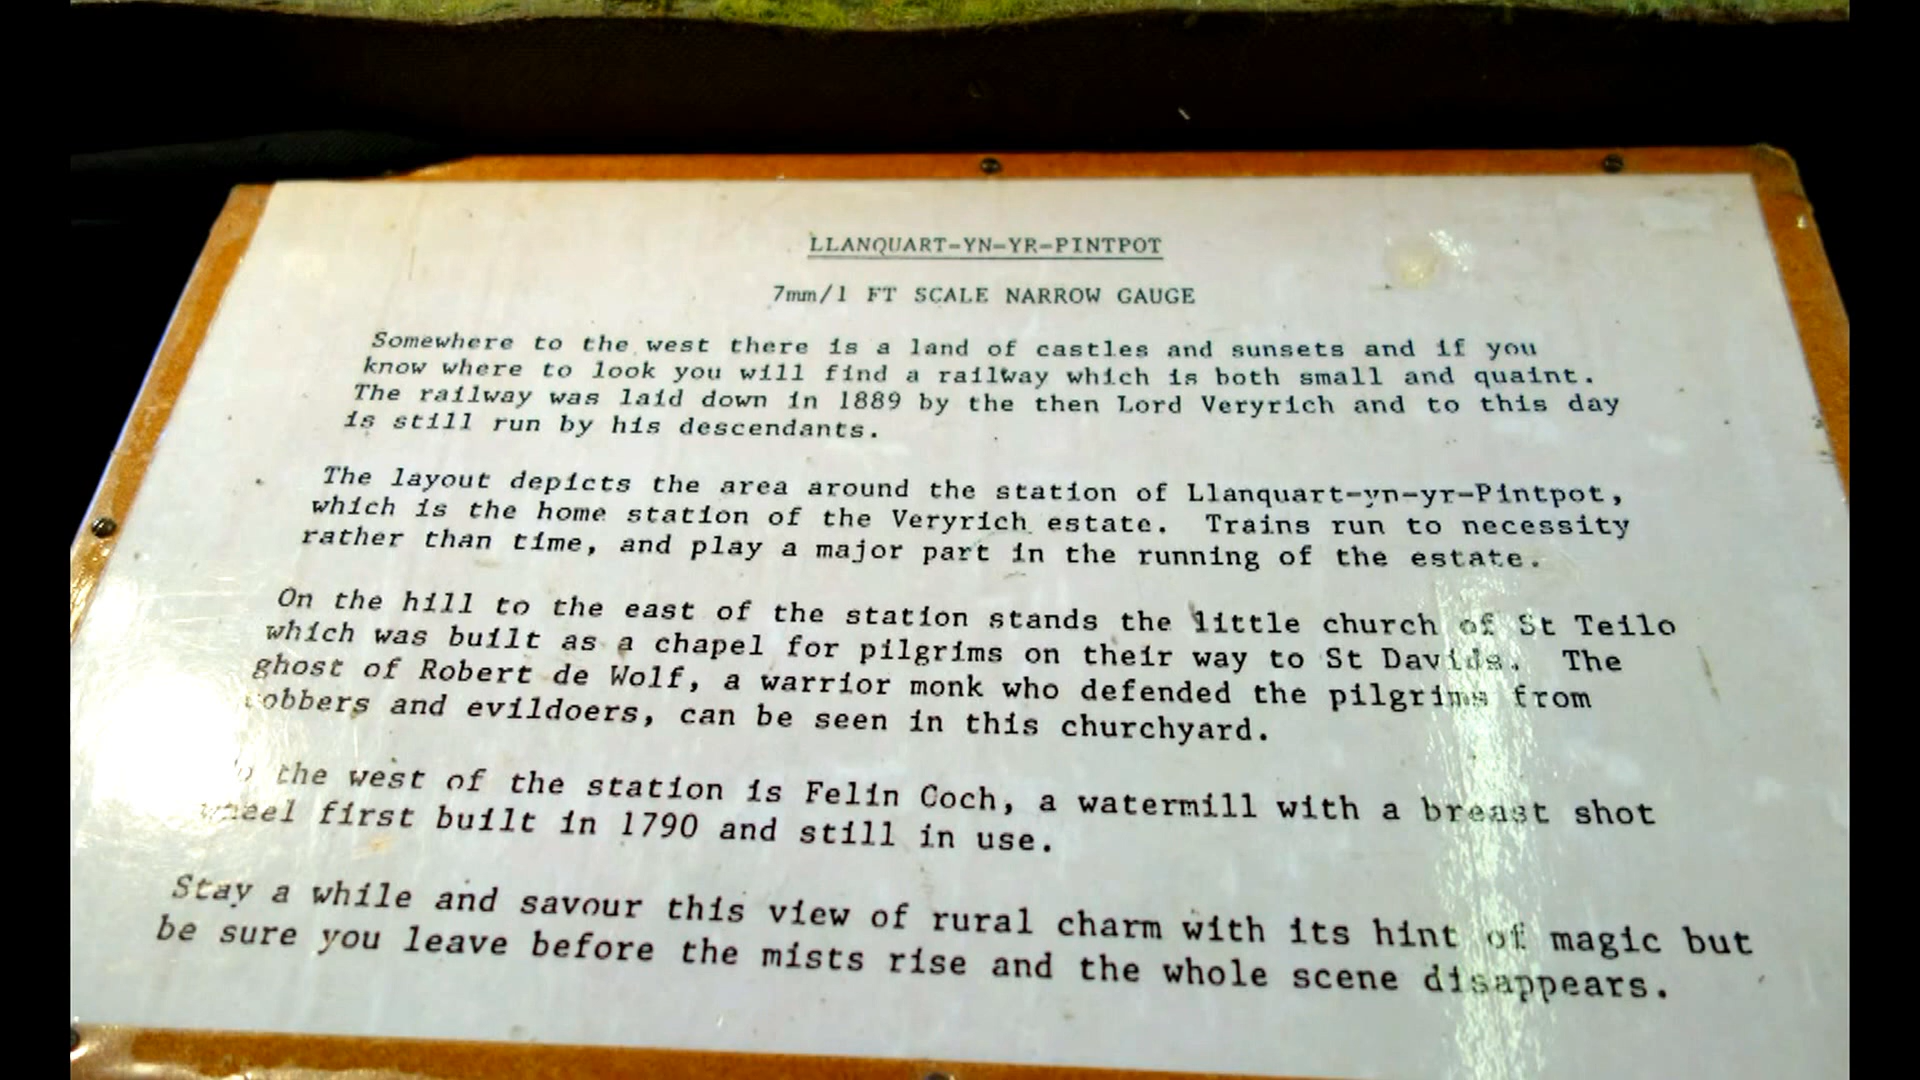 LLANQUART-YN-YR-PINTPOT
7mm/1 FT SCALE NARROW GAUGE
Somewhere to the west there is a land of castles and sunsets and if you
know where to look you will find a railway which is both small and quaint.
The railway was laid down in 1889 by the then Lord Veryrich and to this day
is still run by his descendants.
The layout depicts the area around the station of Llanquart-yn-yr-Pintpot,
which is the home station of the Veryrich estate. Trains run to necessity
rather than time, and play a major part in the running of the estate.
On the hill to the east of the station stands the little church of St Teilo
which was built as a chapel for pilgrims on their way to St Davids. The
ghost of Robert de Wolf, a warrior monk who defended the pilgrims from
robbers and evildoers, can be seen in this churchyard.
To the west of the station is Felin Coch, a watermill with a breast shot
wheel first built in 1790 and still in use.
Stay a while and savour this view of rural charm with its hint of magic but
be sure you leave before the mists rise and the whole scene disappears.